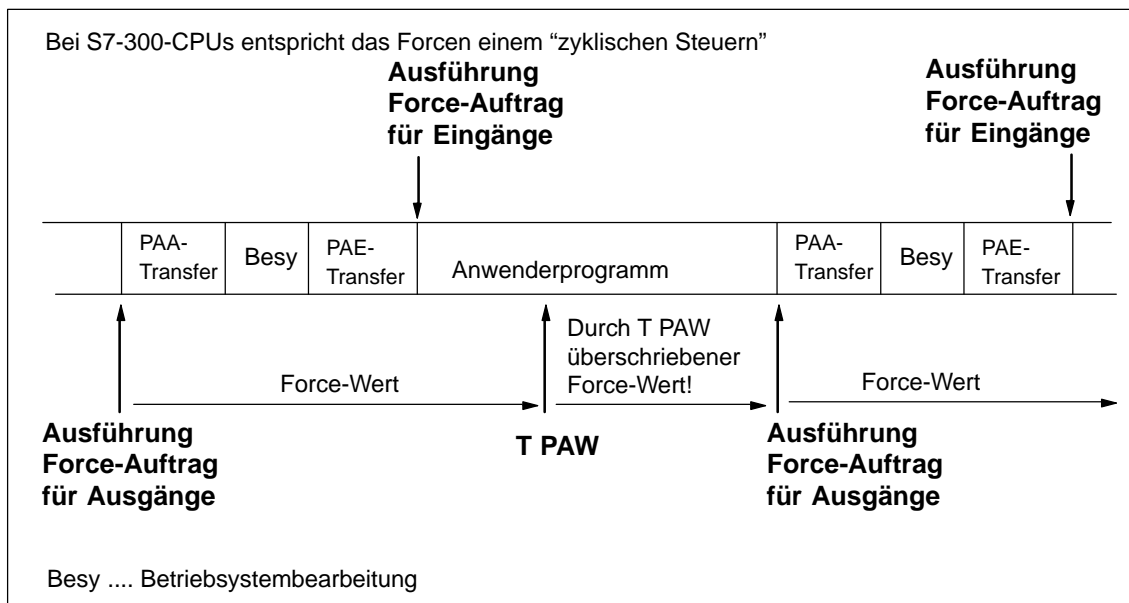 Bei S7-300-CPUs entspricht das Forcen einem “zyklischen Steuern”
Ausführung
Force-Auftrag
für Eingänge
Ausführung
Force-Auftrag
für Eingänge
PAA-
Transfer
Besy
PAE-
Transfer
Anwenderprogramm
PAA-
Transfer
Besy
PAE-
Transfer
Force-Wert
Durch T PAW
überschriebener
Force-Wert!
Force-Wert
Ausführung
Force-Auftrag
für Ausgänge
T PAW
Ausführung
Force-Auftrag
für Ausgänge
Besy .... Betriebsystembearbeitung